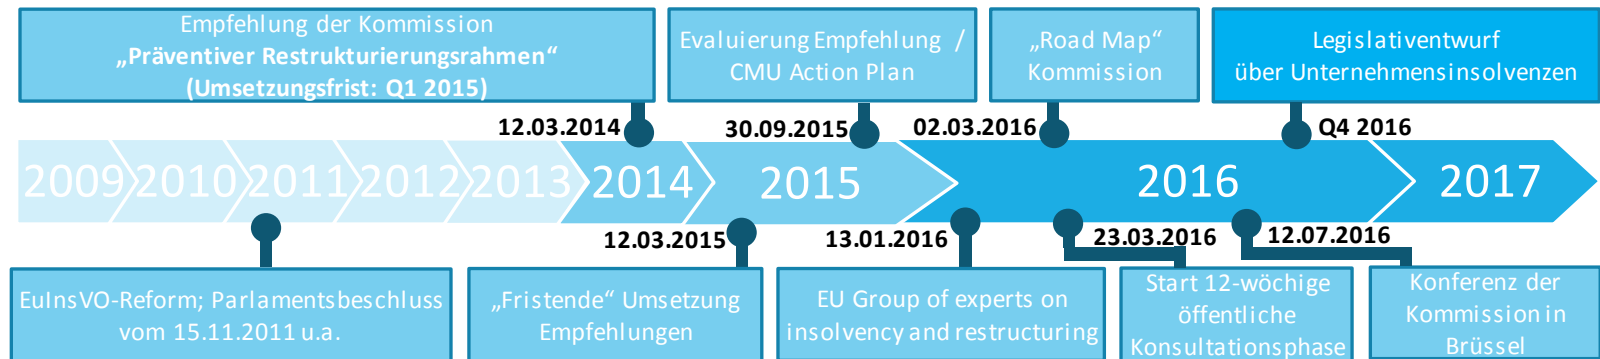 Empfehlung der Kommission
„Präventiver Restrukturierungsrahmen“
(Umsetzungsfrist: Q1 2015)
Evaluierung Empfehlung /
CMU Action Plan
„Road Map“
Kommission
Legislativentwurf
über Unternehmensinsolvenzen
12.03.2014
30.09.2015
02.03.2016
Q4 2016
2009
2010
2011
2012
2013
2014
2015
2016
2017
12.03.2015
13.01.2016
23.03.2016
12.07.2016
EuInsVO-Reform; Parlamentsbeschluss
vom 15.11.2011 u.a.
„Fristende“ Umsetzung
Empfehlungen
EU Group of experts on
insolvency and restructuring
Start 12-wöchige
öffentliche
Konsultationsphase
Konferenz der
Kommission in
Brüssel